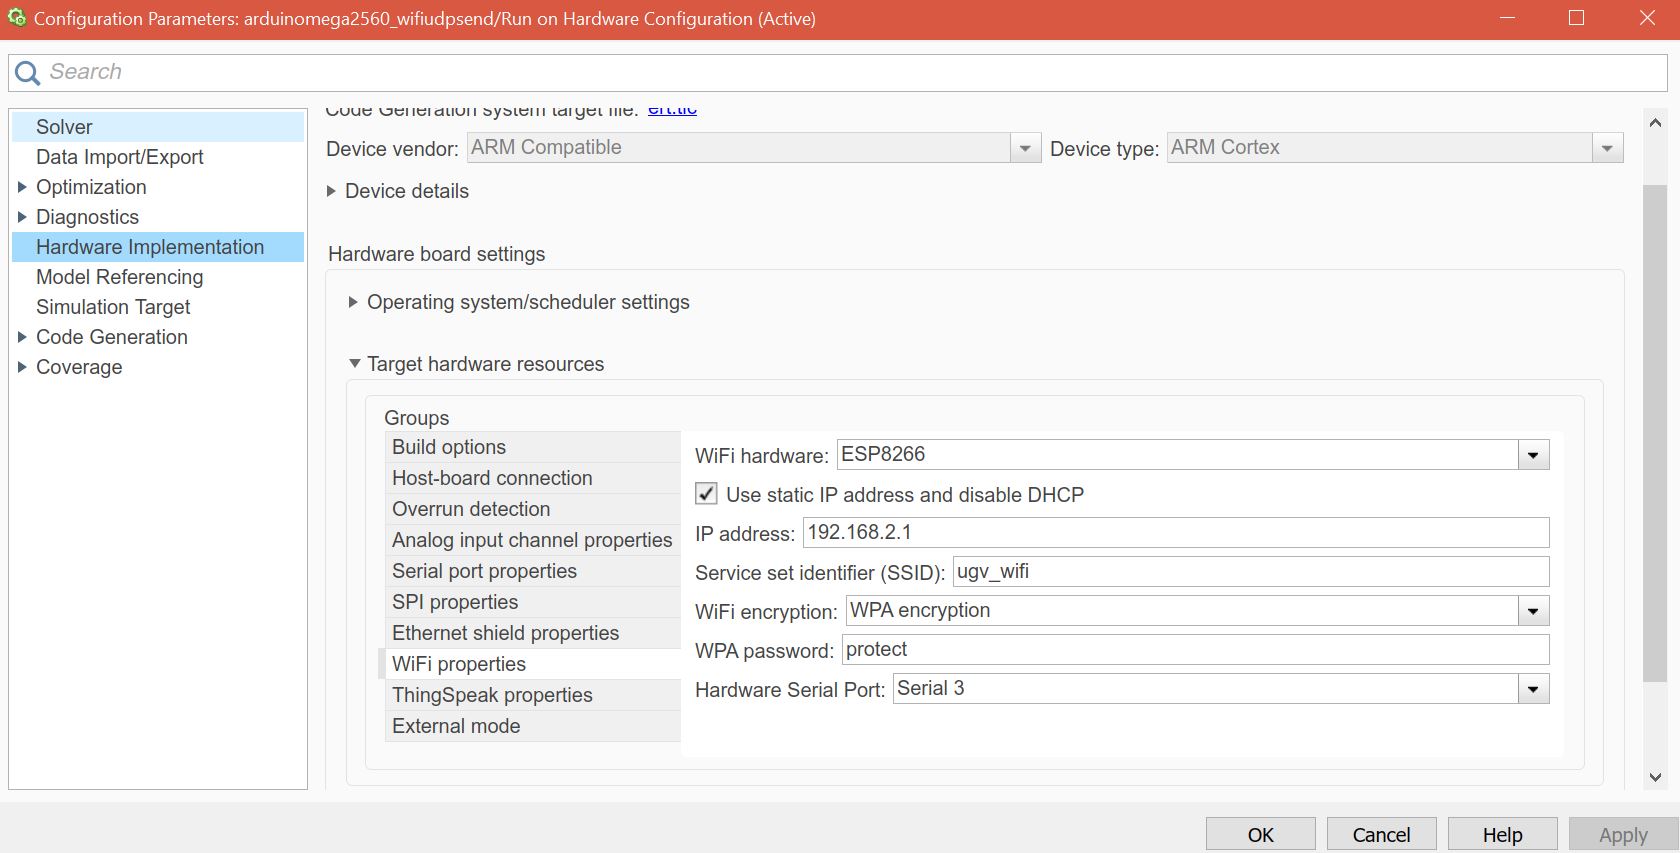 Configuration Parameters: arduinomega2560_wifiudpsend/Run on Hardware Configuration (Active)
Search
Solver
Data Import/Export
Optimization
Diagnostics
Hardware Implementation
Model Referencing
Simulation Target
Code Generation
Coverage
Code Generation system target file: ert.tlc
Device vendor: ARM Compatible Device type: ARM Cortex
Device details
Hardware board settings
Operating system/scheduler settings
Target hardware resources
Groups
Build options
Host-board connection
Overrun detection
Analog input channel properties
Serial port properties
SPI properties
Ethernet shield properties
WiFi properties
ThingSpeak properties
External mode
WiFi hardware: ESP8266
Use static IP address and disable DHCP
IP address: 192.168.2.1
Service set identifier (SSID): ugv_wifi
WiFi encryption: WPA encryption
WPA password: protect
Hardware Serial Port: Serial 3
OK Cancel Help Apply